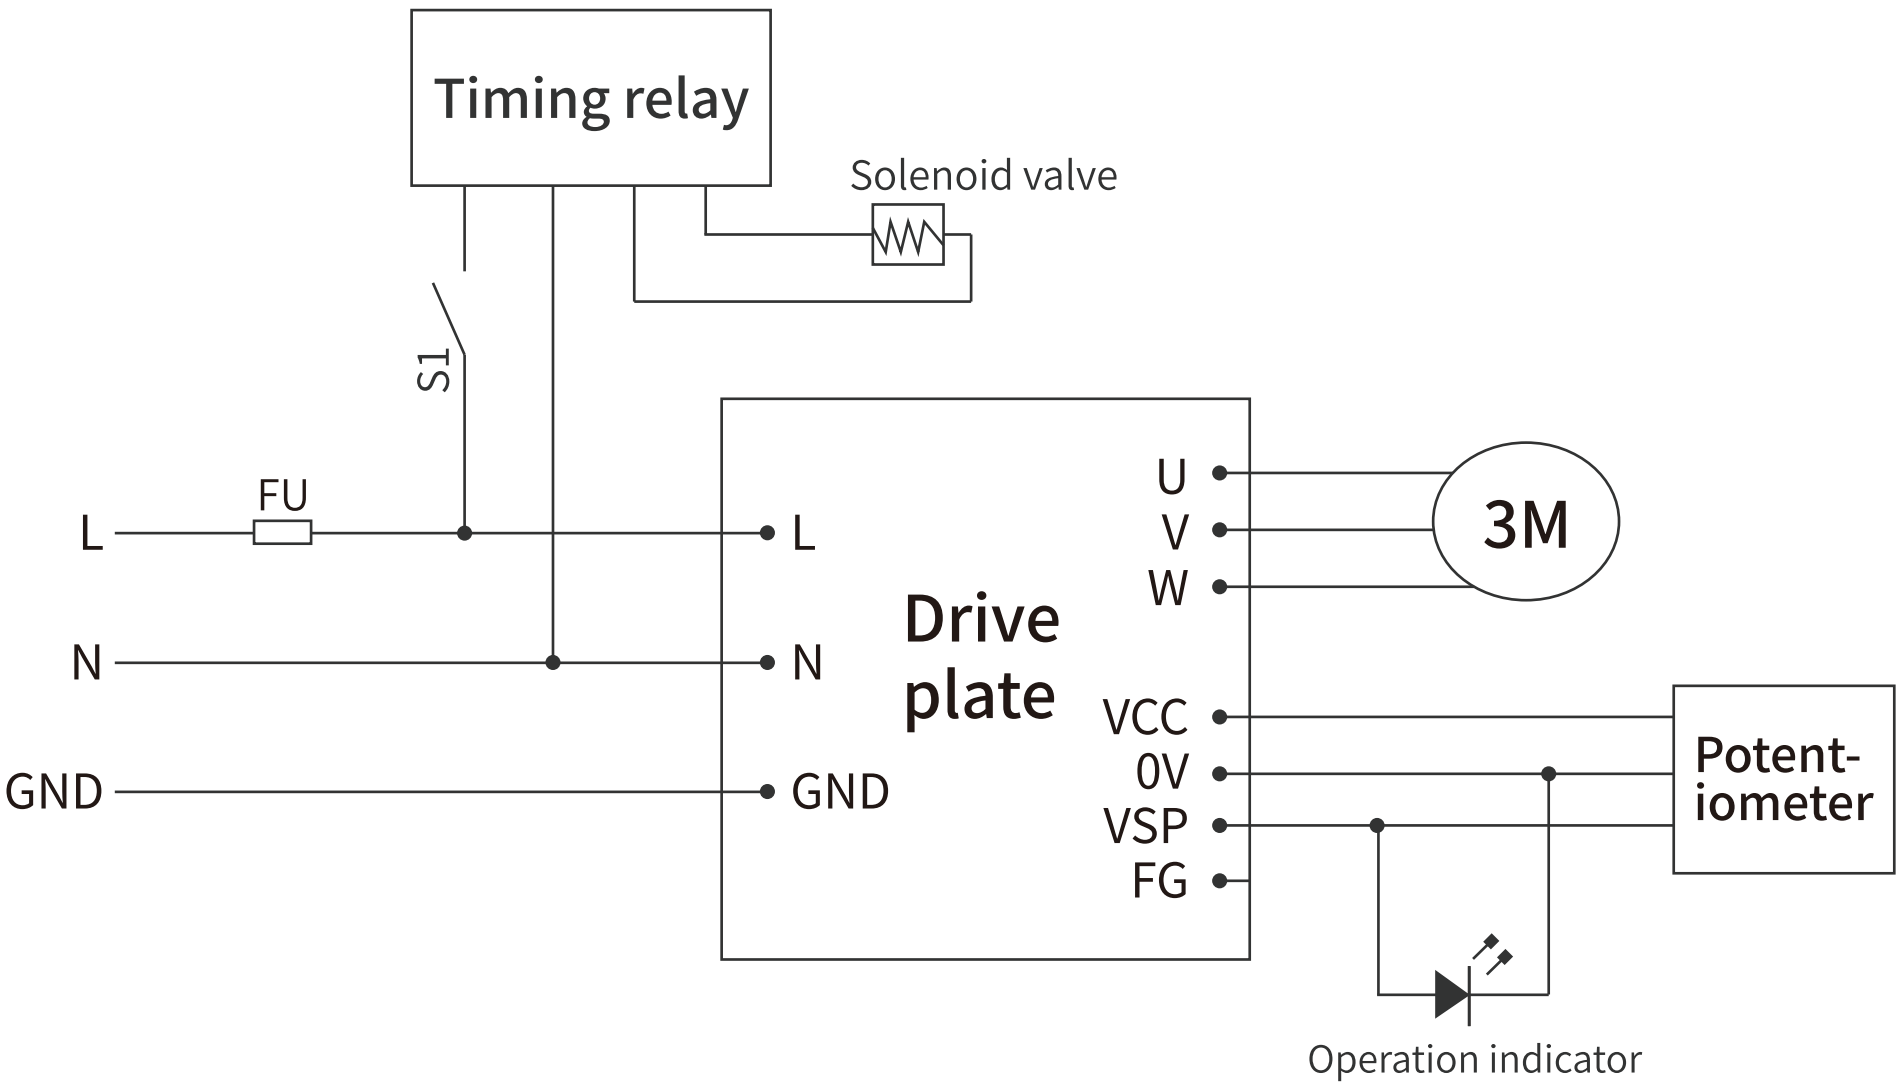 Timing relay
Solenoid valve
S1
FU
L
L
N
N
GND
GND
Drive
plate
U
V
W
3M
VCC
0V
VSP
FG
Potent-
iometer
Operation indicator